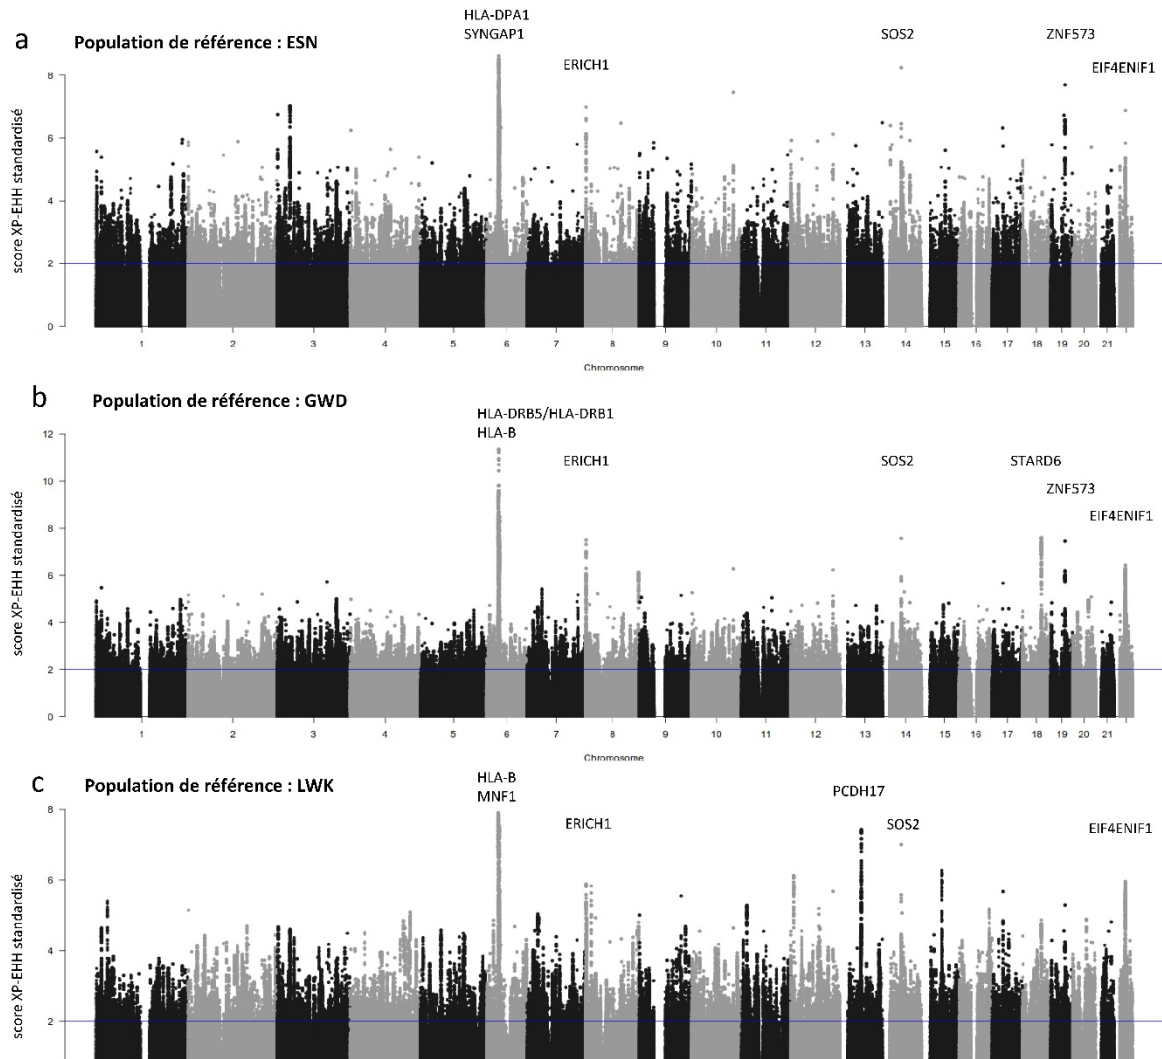 a
Population de référence : ESN
HLA-DPA1
SYNGAP1
ERICH1
SOS2
ZNF573
EIF4ENIF1
score XP-EHH standardisé
8
6
4
2
0
1 2 3 4 5 6 7 8 9 10 11 12 13 14 15 16 17 18 19 20 21
Chromosome
b
Population de référence : GWD
HLA-DRB5/HLA-DRB1
HLA-B
ERICH1
SOS2
STARD6
ZNF573
EIF4ENIF1
score XP-EHH standardisé
12
10
8
6
4
2
0
1 2 3 4 5 6 7 8 9 10 11 12 13 14 15 16 17 18 19 20 21
Chromosome
c
Population de référence : LWK
HLA-B
MNF1
ERICH1
PCDH17
SOS2
EIF4ENIF1
score XP-EHH standardisé
8
6
4
2